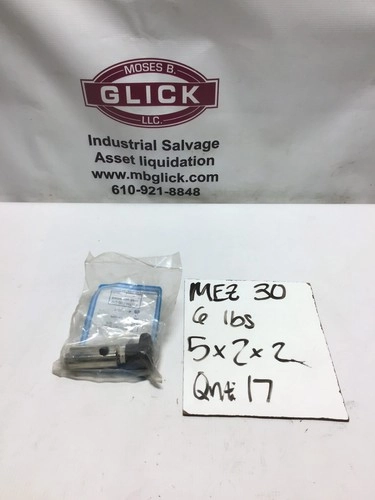 MOSES B.
GLICK
LLC.
Industrial Salvage
Asset liquidation
www.mbglick.com
610-921-8848
MEZ 30
6 lbs
5x2x2
Qnt: 17